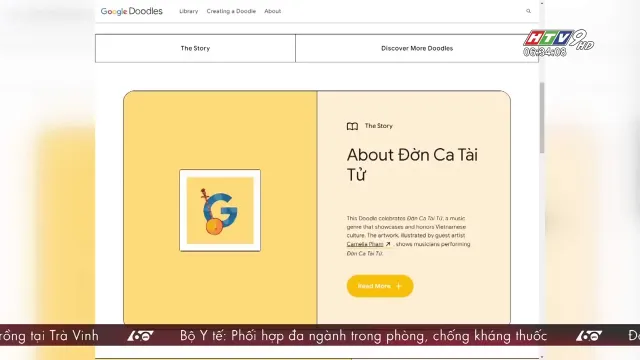 Google Doodles
Library Creating a Doodle About
HTV9 HD
06:34:08
The Story Discover More Doodles
The Story
About Đờn Ca Tài
Tử
This Doodle celebrates Đờn Ca Tài Tử, a music
genre that showcases and honors Vietnamese
culture. The artwork, illustrated by guest artist
Camelia Pham, shows musicians performing
Đờn Ca Tài Tử.
Read More +
rồng tại Trà Vinh 60 Bộ Y tế: Phối hợp đa ngành trong phòng, chống kháng thuốc 60